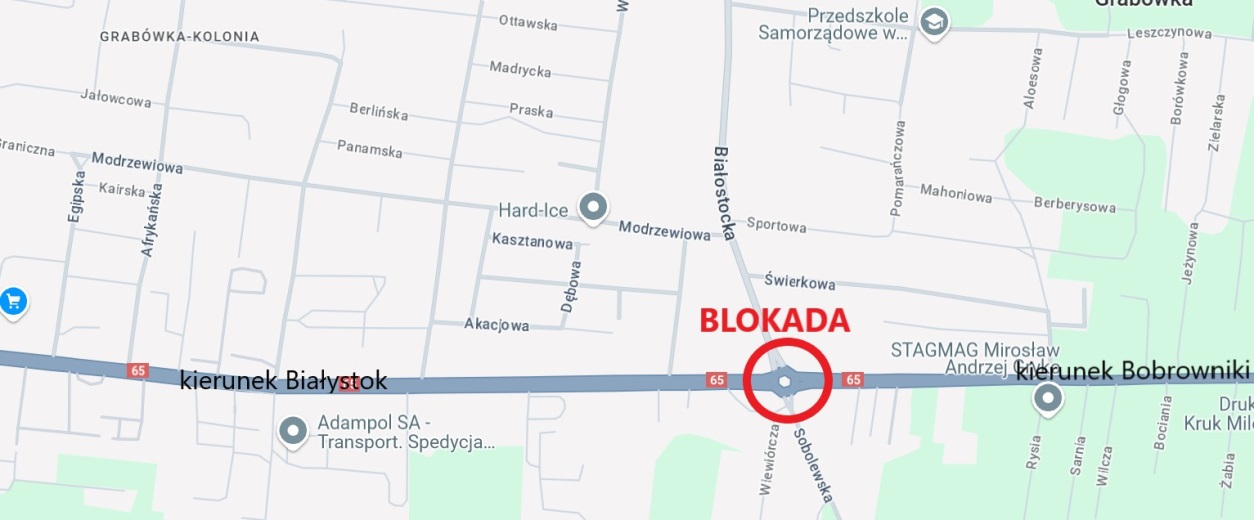 Grabówka
Przedszkole
Samorządowe w...
Ottawska
GRABÓWKA-KOLONIA
Leszczynowa
Madrycka
Jałowcowa
Praska
Berlińska
Aloesowa
Głogowa
Borówkowa
Zielarska
Graniczna
Modrzewiowa
Panamska
Pomarańczowa
Białostocka
Egipska
Kairska
Afrykańska
Mahoniowa
Berberysowa
Hard-Ice
Modrzewiowa
Sportowa
Kasztanowa
Jeżynowa
Dębowa
Świerkowa
Akacjowa
BLOKADA
STAGMAG Mirosław
Andrzej
65
kierunek Białystok
65
65
65
kierunek Bobrowniki
Adampol SA -
Transport. Spedycja...
Druk
Kruk Mił
Wiewiórcza
Sobolewska
Rysia
Sarnia
Wilcza
Bociania
Żabia